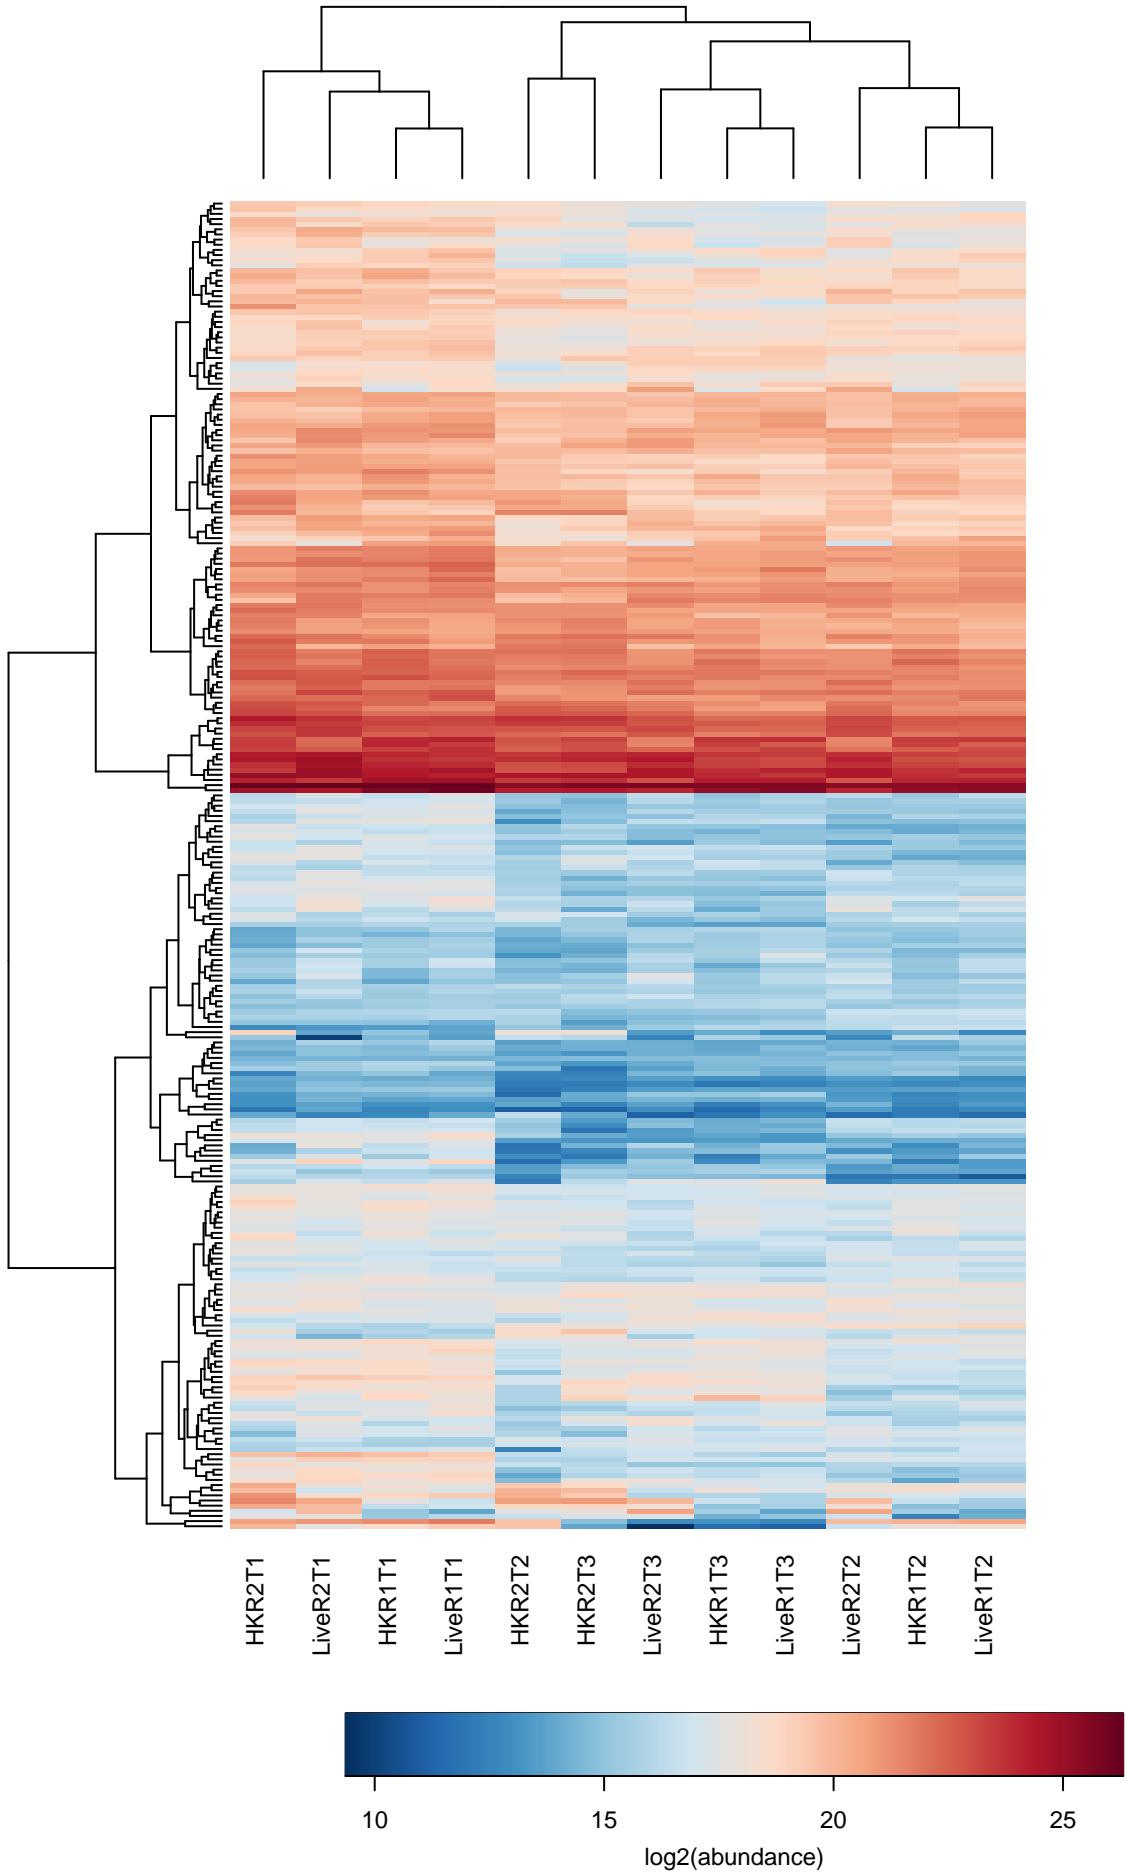 HKR2T1
LiveR2T1
HKR1T1
LiveR1T1
HKR2T2
HKR2T3
LiveR2T3
HKR1T3
LiveR1T3
LiveR2T2
HKR1T2
LiveR1T2
10 15 20 25
log2(abundance)